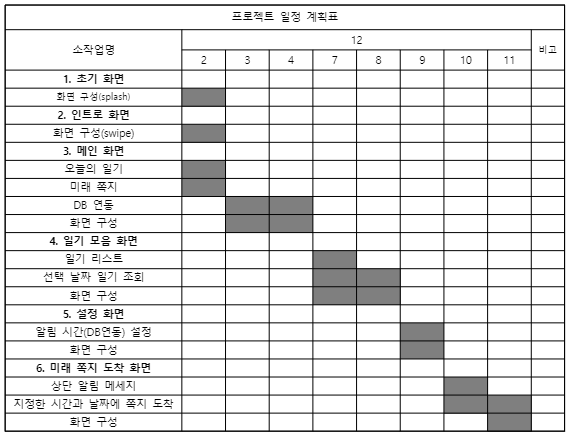 프로젝트 일정 계획표
소작업명 12 비고
2 3 4 7 8 9 10 11
1. 초기 화면
화면 구성(splash)
2. 인트로 화면
화면 구성(swipe)
3. 메인 화면
오늘의 일기
미래 쪽지
DB 연동
화면 구성
4. 일기 모음 화면
일기 리스트
선택 날짜 일기 조회
화면 구성
5. 설정 화면
알림 시간(DB연동) 설정
화면 구성
6. 미래 쪽지 도착 화면
상단 알림 메세지
지정한 시간과 날짜에 쪽지 도착
화면 구성